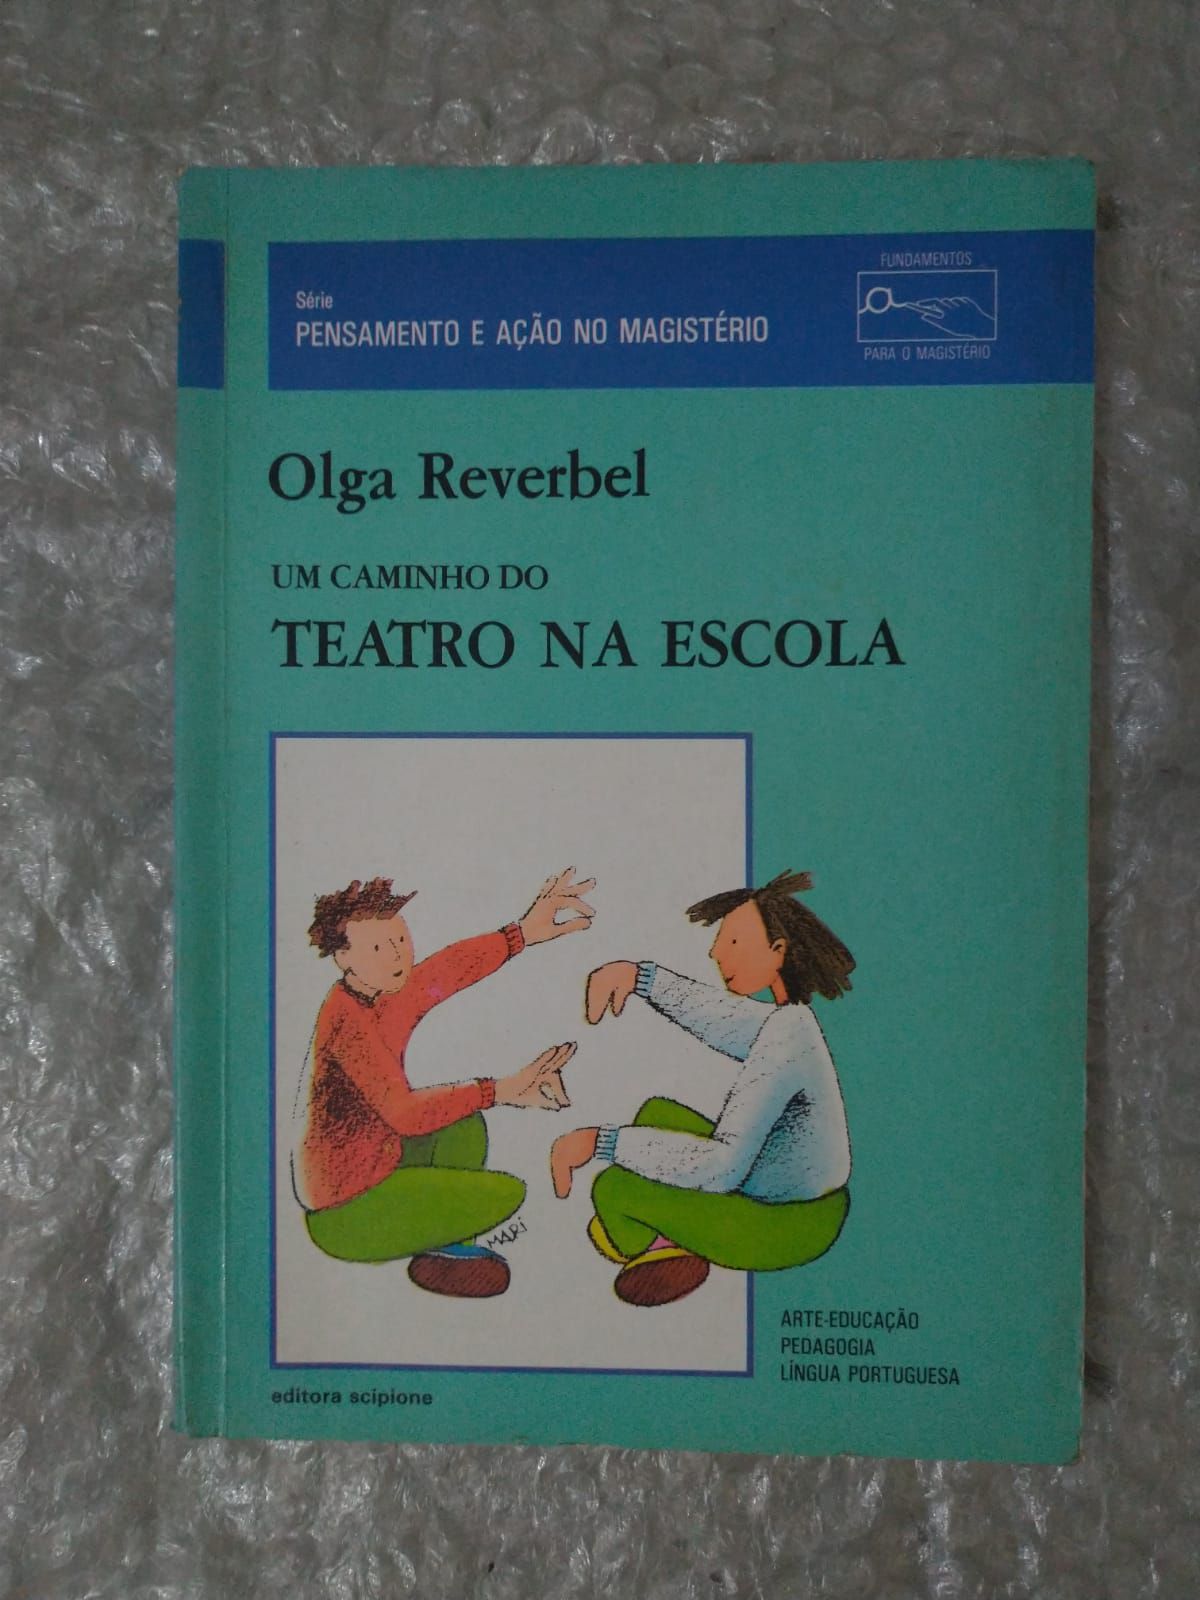 Série
PENSAMENTO E AÇÃO NO MAGISTÉRIO
FUNDAMENTOS
a
PARA O MAGISTÉRIO
Olga Reverbel
UM CAMINHO DO
TEATRO NA ESCOLA
MARI
ARTE-EDUCAÇÃO
PEDAGOGIA
LÍNGUA PORTUGUESA
editora scipione